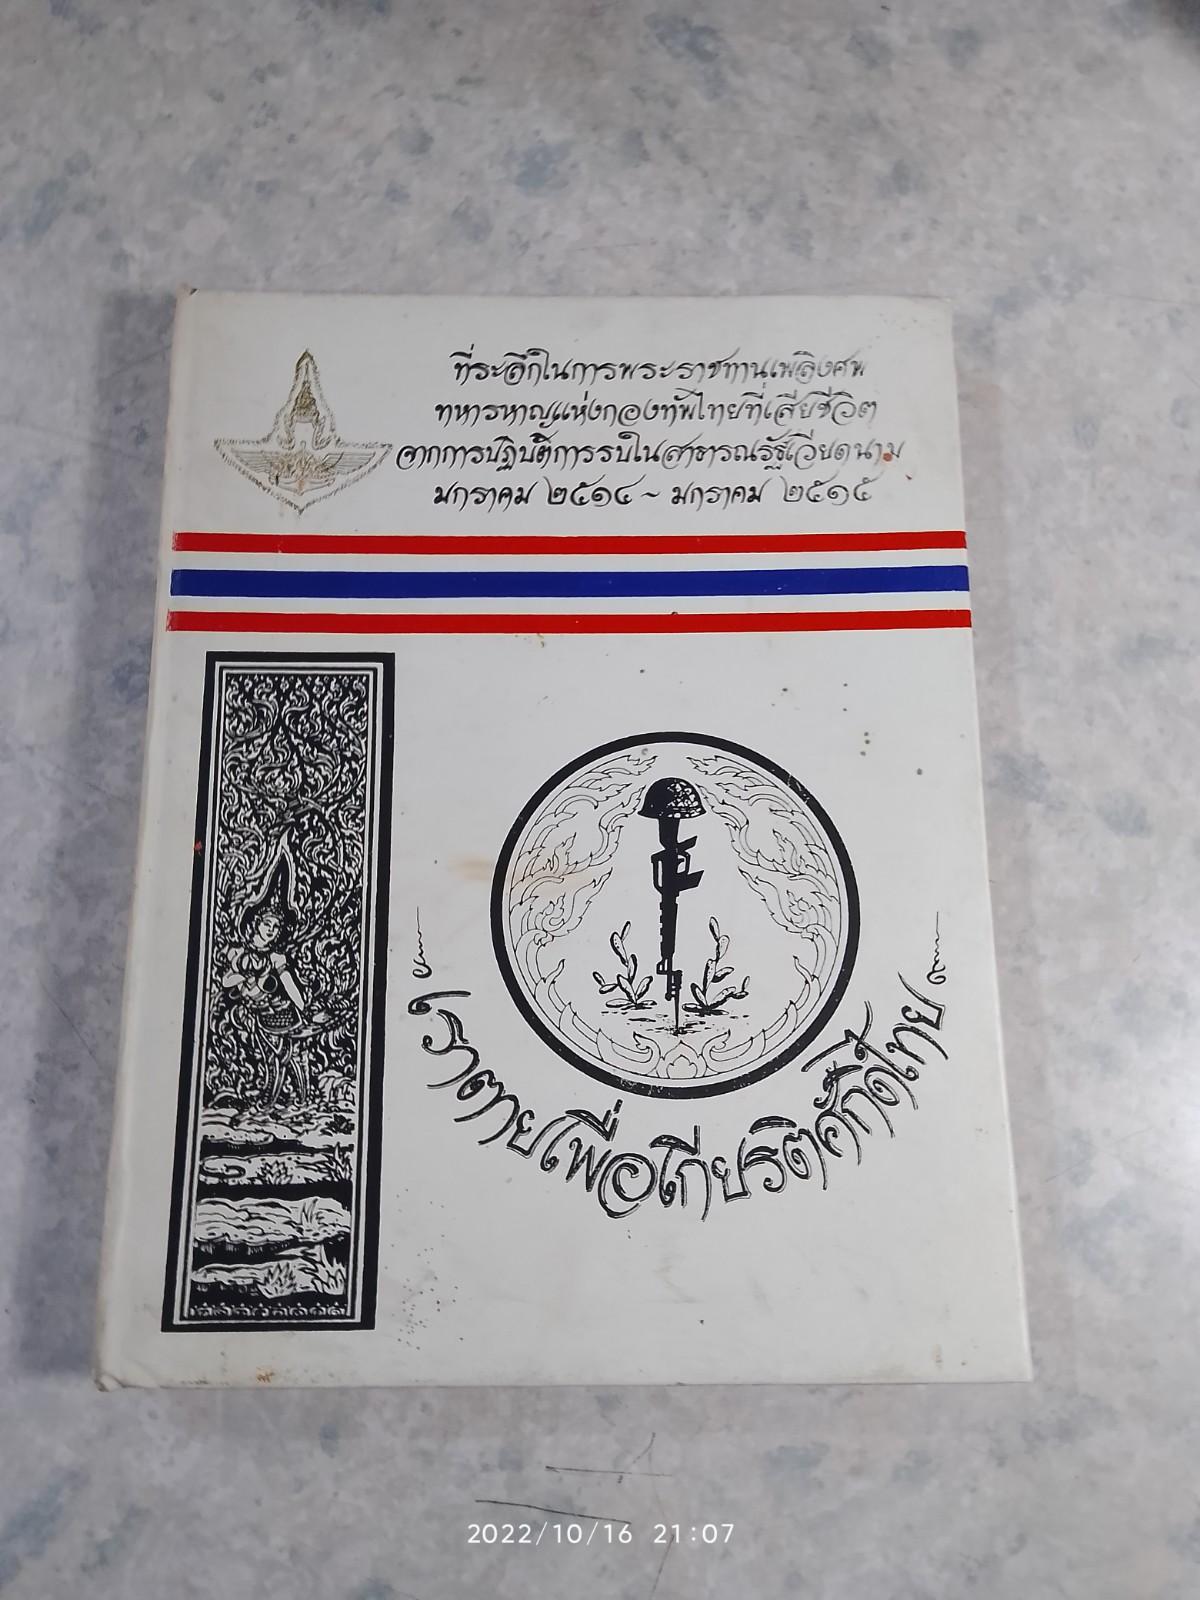 ที่ระลึกในการพระราชทานเพลิงศพ
ทหารหาญแห่งกองทัพไทยที่เสียชีวิต
จากการปฏิบัติการรบในสาธารณรัฐเวียดนาม
มกราคม ๒๕๑๔ ~ มกราคม ๒๕๑๕
เราตายเพื่อเกียรติศักดิ์ไทย
2022/10/16 21:07